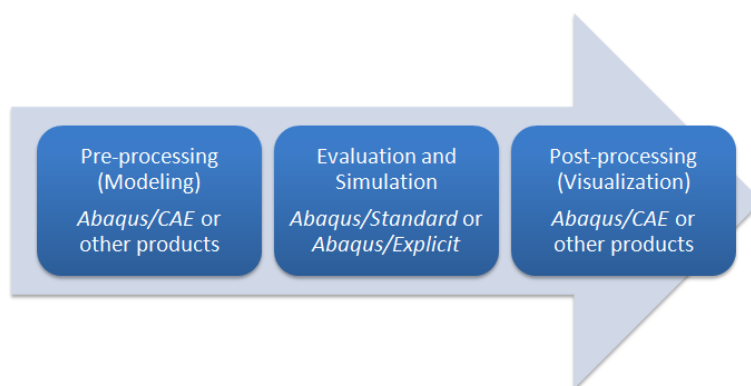 Pre-processing
(Modeling)
Abaqus/CAE or
other products
Evaluation and
Simulation
Abaqus/Standard or
Abaqus/Explicit
Post-processing
(Visualization)
Abaqus/CAE or
other products